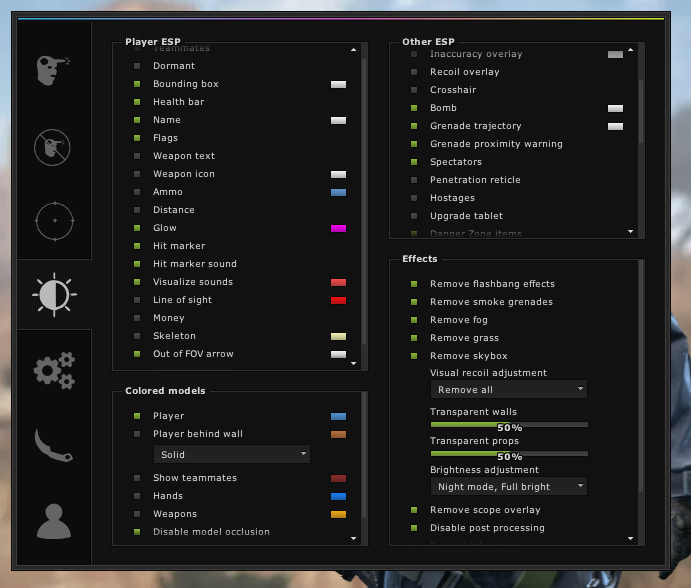 Player ESP
Teammates
Dormant
Bounding box
Health bar
Name
Flags
Weapon text
Weapon icon
Ammo
Distance
Glow
Hit marker
Hit marker sound
Visualize sounds
Line of sight
Money
Skeleton
Out of FOV arrow
Colored models
Player
Player behind wall
Solid
Show teammates
Hands
Weapons
Disable model occlusion
Other ESP
Inaccuracy overlay
Recoil overlay
Crosshair
Bomb
Grenade trajectory
Grenade proximity warning
Spectators
Penetration reticle
Hostages
Upgrade tablet
Danger Zone items
Effects
Remove flashbang effects
Remove smoke grenades
Remove fog
Remove grass
Remove skybox
Visual recoil adjustment
Remove all
Transparent walls
50%
Transparent props
50%
Brightness adjustment
Night mode, Full bright
Remove scope overlay
Disable post processing